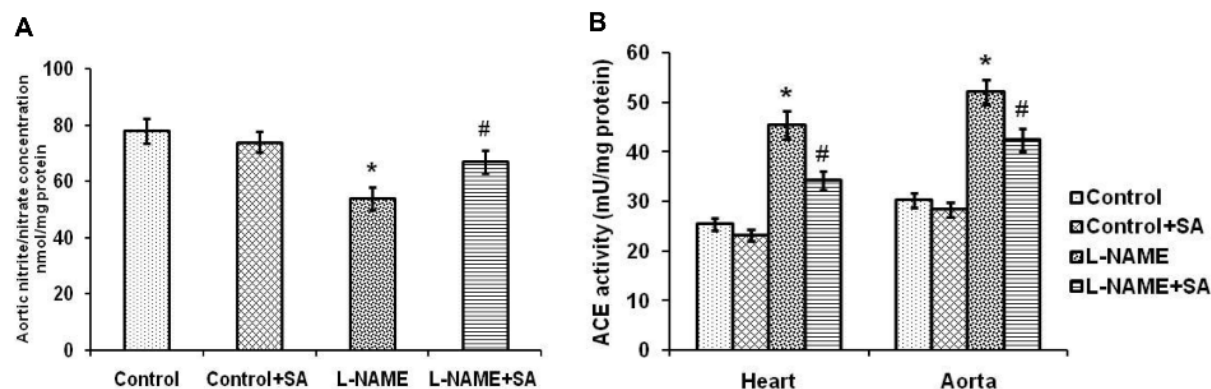 A
Aortic nitrite/nitrate concentration
nmol/mg protein
100
80
60
40
20
0
*
#
Control
Control+SA
L-NAME
L-NAME+SA
B
ACE activity (mU/mg protein)
60
50
40
30
20
10
0
*
#
*
#
Heart
Aorta
Control
Control+SA
L-NAME
L-NAME+SA